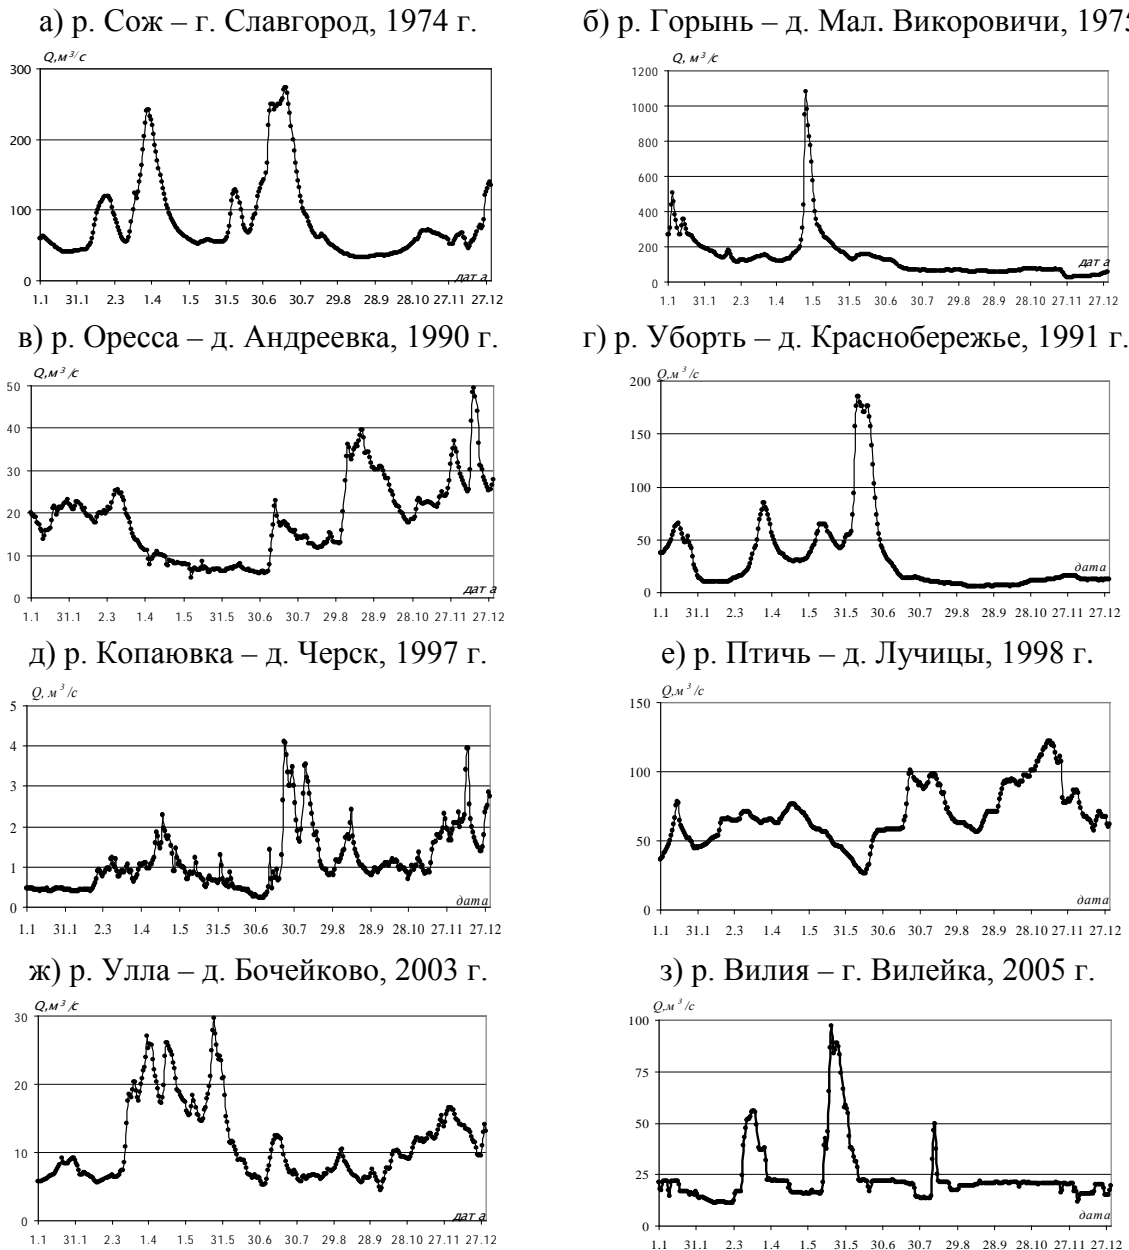 а) р. Сож – г. Славгород, 1974 г.
Q,м³/с
300
200
100
0
дат а
1.1 31.1 2.3 1.4 1.5 31.5 30.6 30.7 29.8 28.9 28.10 27.11 27.12
б) р. Горынь – д. Мал. Викоровичи, 1975
Q, м³/с
1200
1000
800
600
400
200
0
дат а
1.1 31.1 2.3 1.4 1.5 31.5 30.6 30.7 29.8 28.9 28.10 27.11 27.12
в) р. Оресса – д. Андреевка, 1990 г.
Q,м³/с
50
40
30
20
10
0
дат а
1.1 31.1 2.3 1.4 1.5 31.5 30.6 30.7 29.8 28.9 28.10 27.11 27.12
г) р. Уборть – д. Краснобережье, 1991 г.
Q,м³/с
200
150
100
50
0
дата
1.1 31.1 2.3 1.4 1.5 31.5 30.6 30.7 29.8 28.9 28.10 27.11 27.12
д) р. Копаювка – д. Черск, 1997 г.
Q, м³/с
5
4
3
2
1
0
дата
1.1 31.1 2.3 1.4 1.5 31.5 30.6 30.7 29.8 28.9 28.10 27.11 27.12
е) р. Птичь – д. Лучицы, 1998 г.
Q,м³/с
150
100
50
0
дата
1.1 31.1 2.3 1.4 1.5 31.5 30.6 30.7 29.8 28.9 28.10 27.11 27.12
ж) р. Улла – д. Бочейково, 2003 г.
Q,м³/с
30
20
10
0
дат а
1.1 31.1 2.3 1.4 1.5 31.5 30.6 30.7 29.8 28.9 28.10 27.11 27.12
з) р. Вилия – г. Вилейка, 2005 г.
Q,м³/с
100
75
50
25
0
дата
1.1 31.1 2.3 1.4 1.5 31.5 30.6 30.7 29.8 28.9 28.10 27.11 27.12